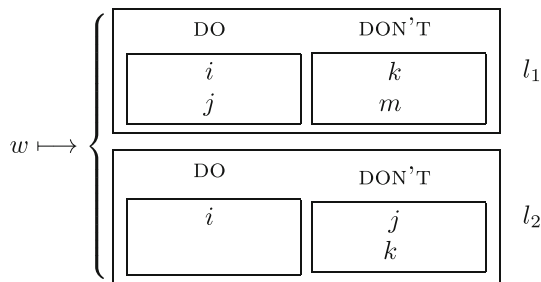 DO DON'T
i k
j m
l₁
w ⟼
DO DON'T
i j
k
l₂